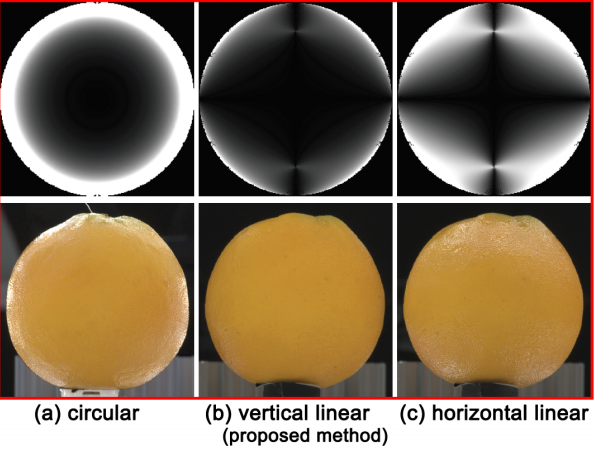 (a) circular (b) vertical linear (c) horizontal linear
(proposed method)